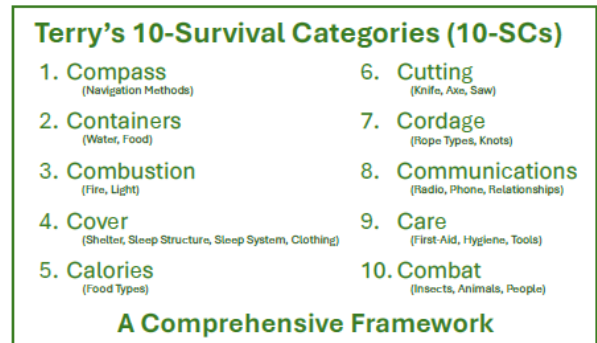 Terry's 10-Survival Categories (10-SCs)
1. Compass
(Navigation Methods)
2. Containers
(Water, Food)
3. Combustion
(Fire, Light)
4. Cover
(Shelter, Sleep Structure, Sleep System, Clothing)
5. Calories
(Food Types)
6. Cutting
(Knife, Axe, Saw)
7. Cordage
(Rope Types, Knots)
8. Communications
(Radio, Phone, Relationships)
9. Care
(First-Aid, Hygiene, Tools)
10. Combat
(Insects, Animals, People)
A Comprehensive Framework